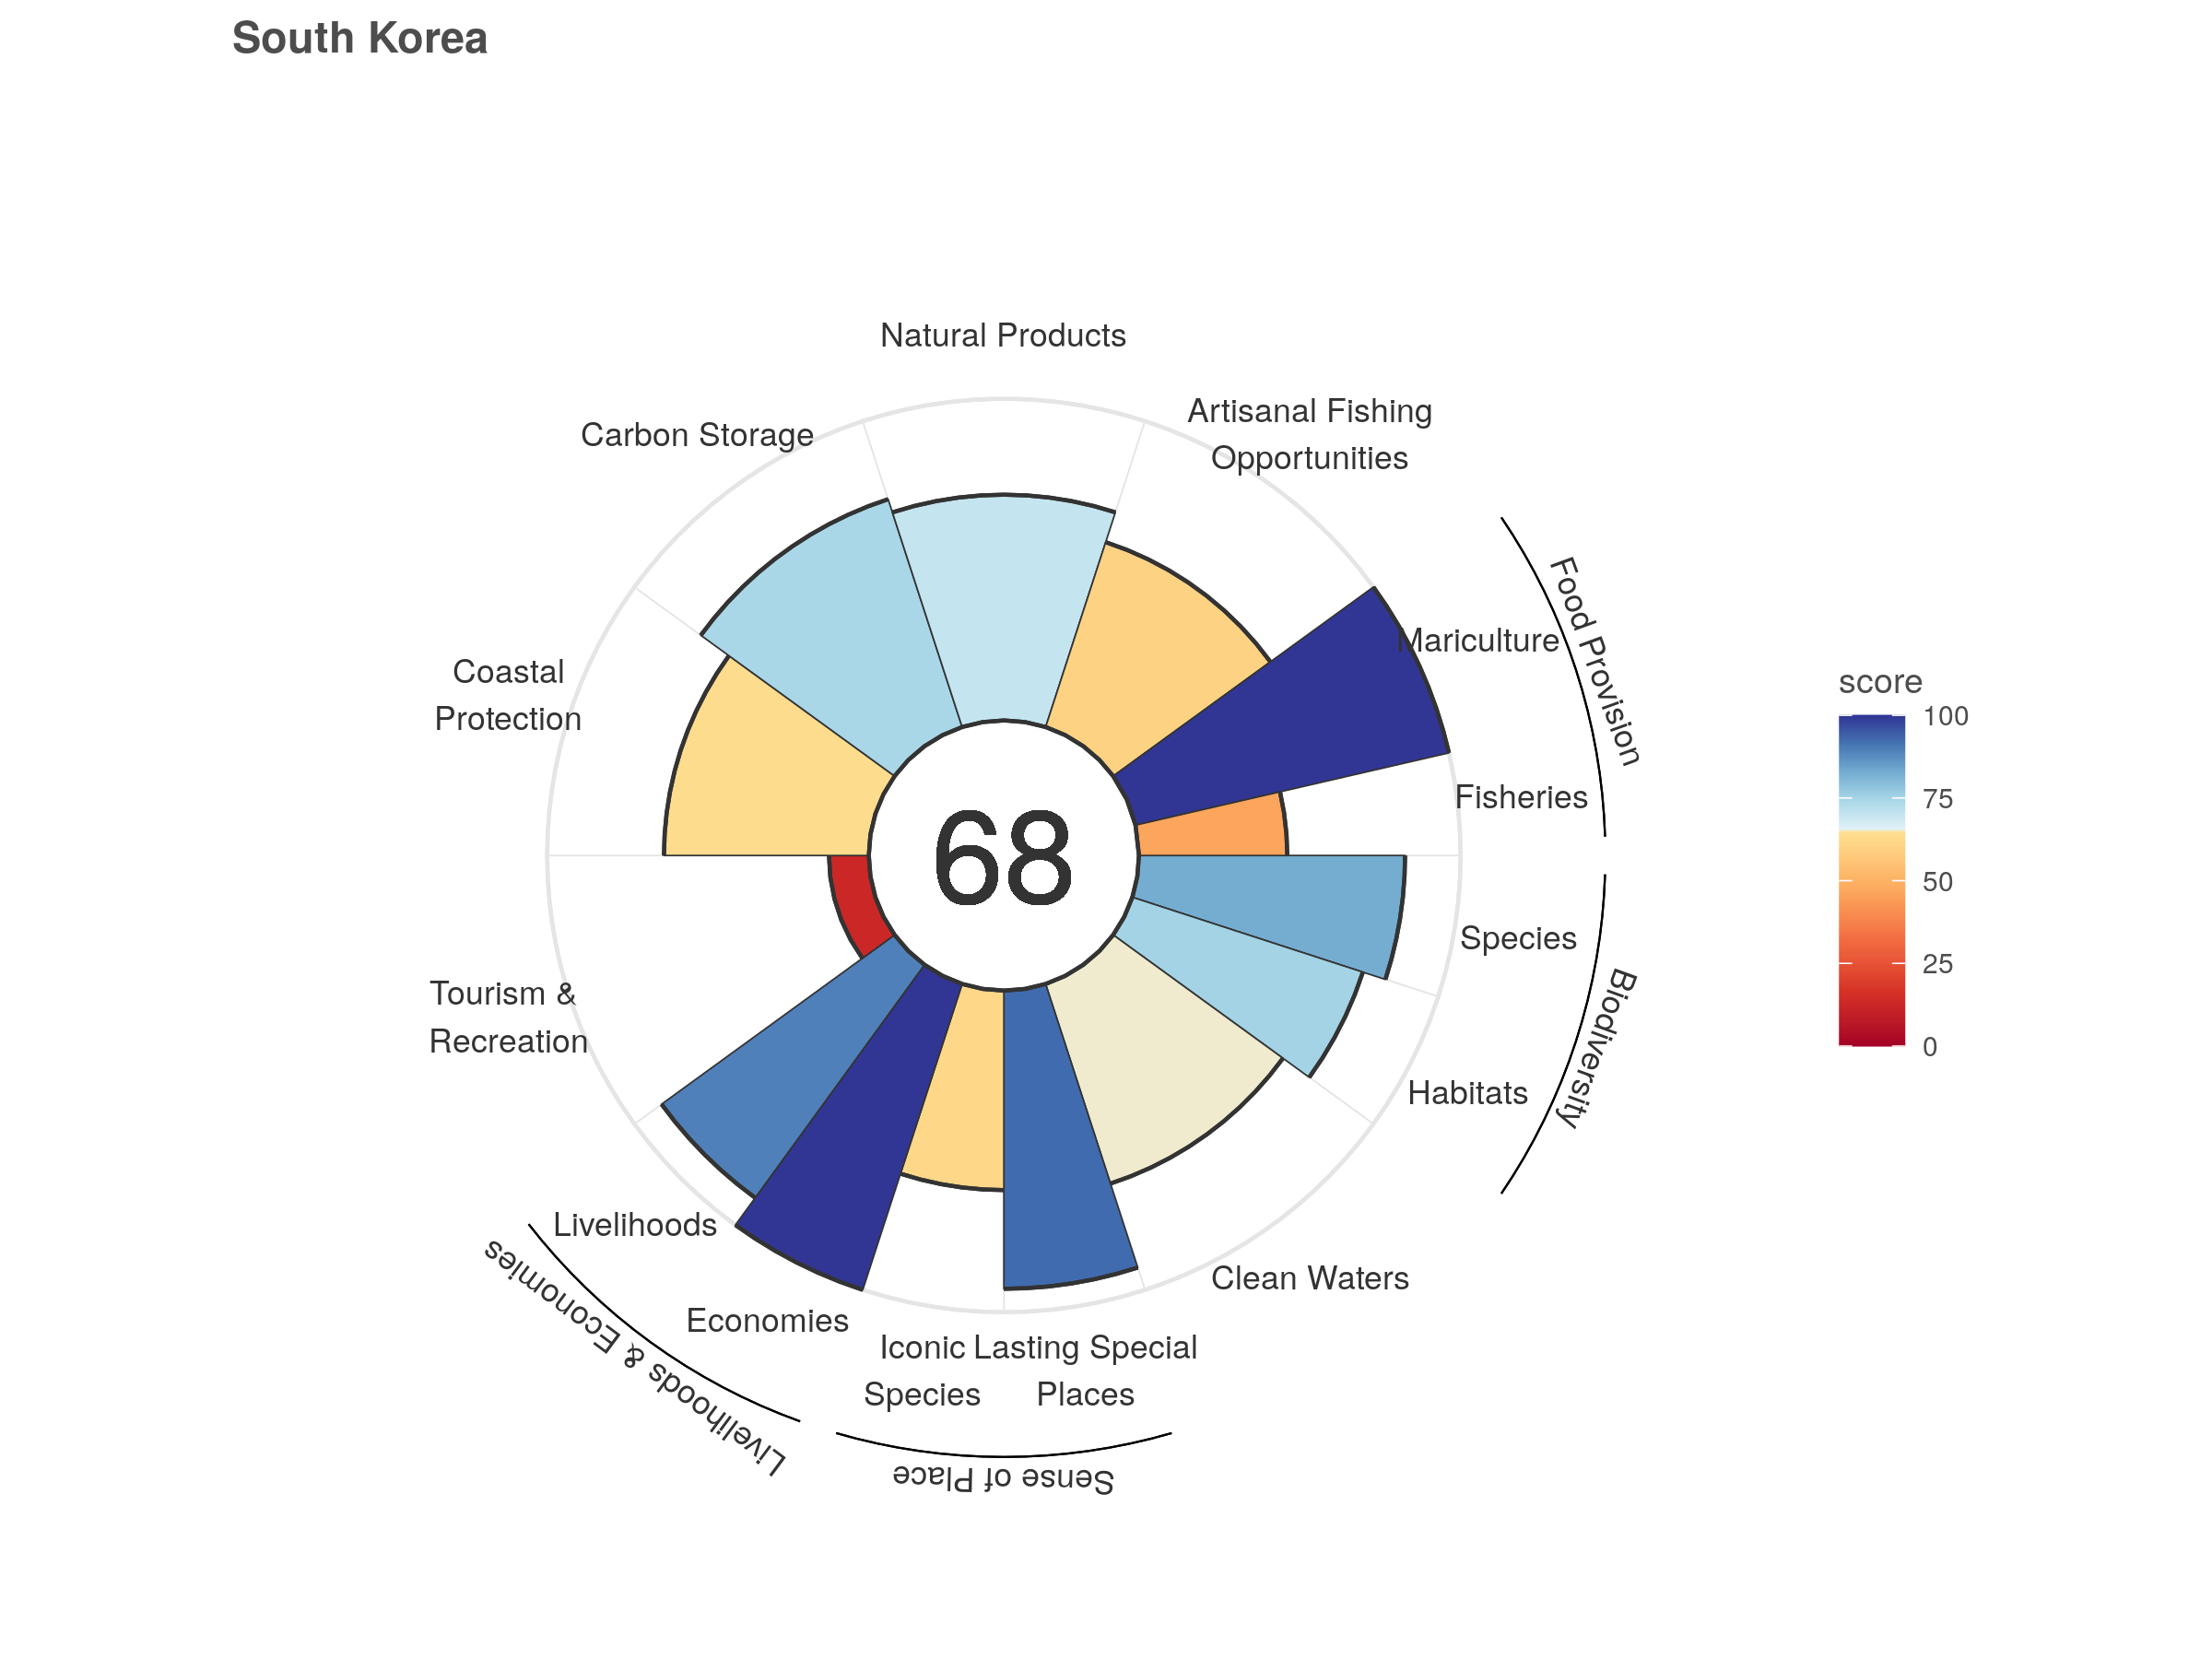 South Korea
Natural Products
Artisanal Fishing
Opportunities
Carbon Storage
Mariculture
Food Provision
Coastal
Protection
Fisheries
68
Species
Biodiversity
Tourism &
Recreation
Habitats
Livelihoods
Clean Waters
Economies
Livelihoods & Economies
Iconic
Species
Lasting Special
Places
Sense of Place
score
100
75
50
25
0